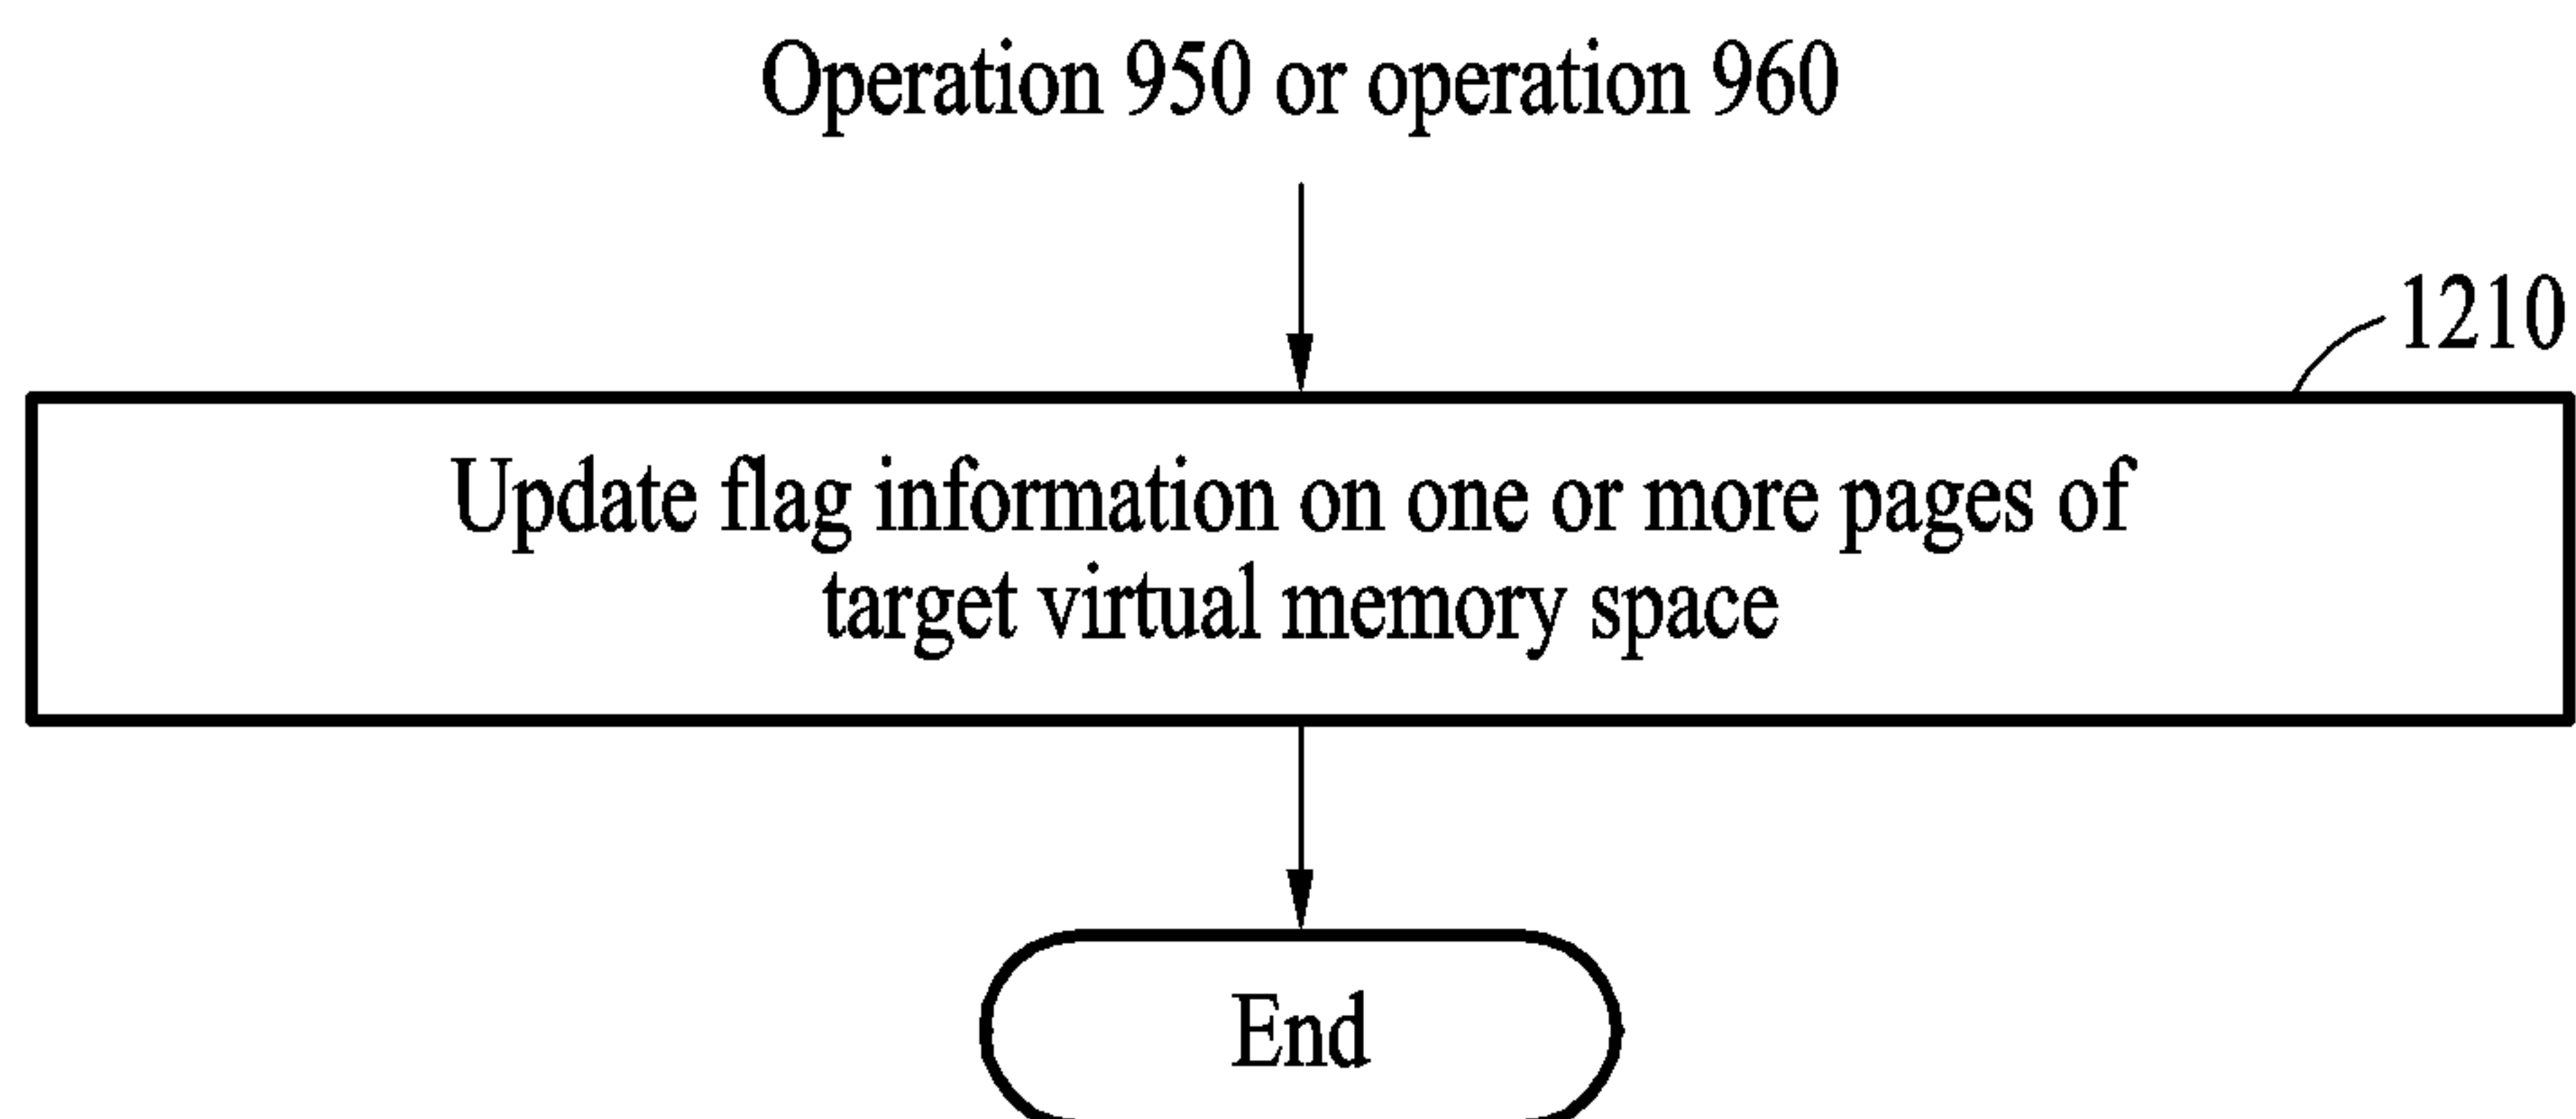 Operation 950 or operation 960
1210
Update flag information on one or more pages of
target virtual memory space
End